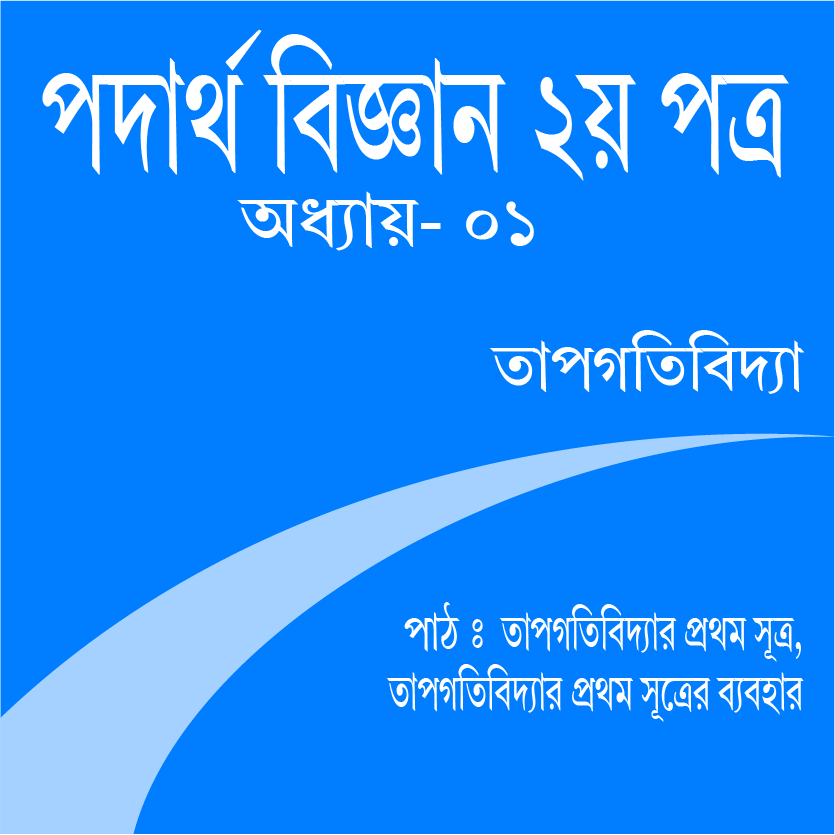 পদার্থ বিজ্ঞান ২য় পত্র
অধ্যায়- ০১
তাপগতিবিদ্যা
পাঠ ঃ তাপগতিবিদ্যার প্রথম সূত্র,
তাপগতিবিদ্যার প্রথম সূত্রের ব্যবহার